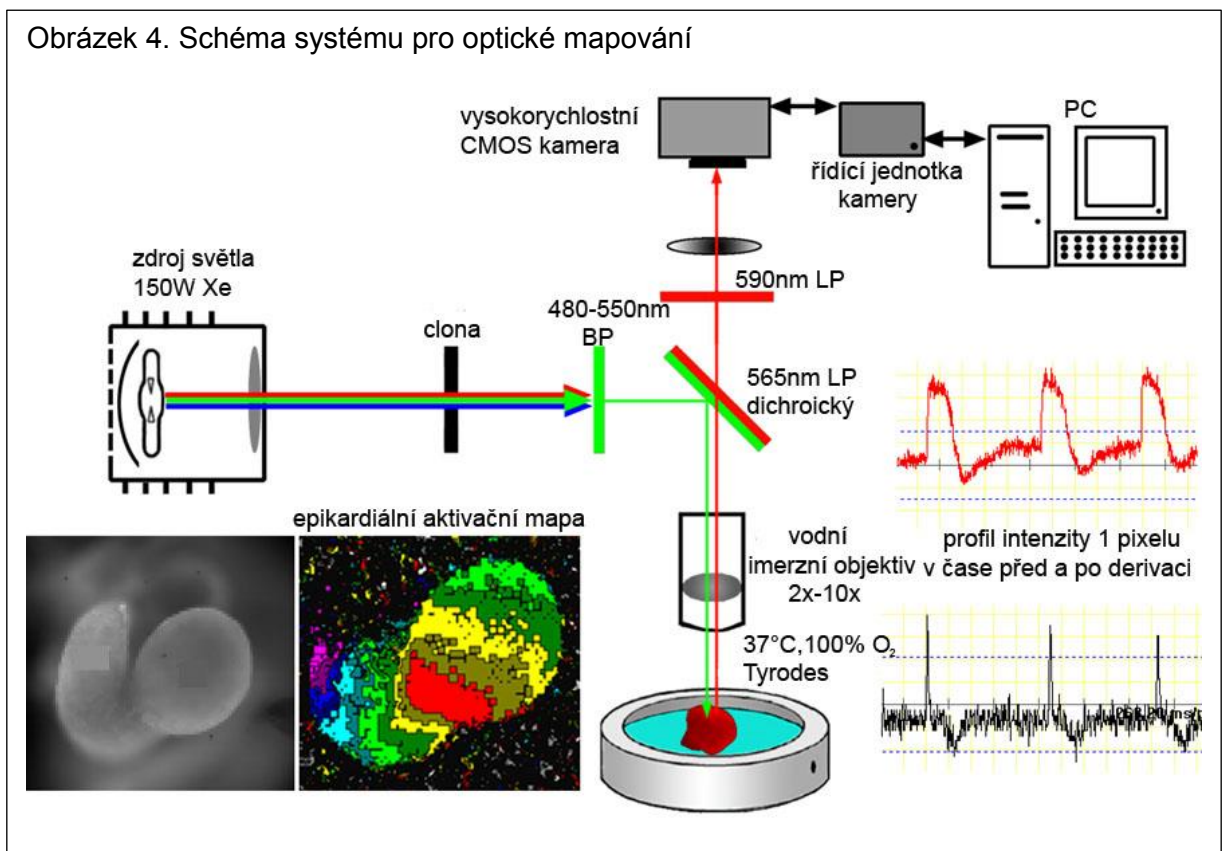 Obrázek 4. Schéma systému pro optické mapování
vysokorychlostní
CMOS kamera
řídící jednotka
kamery
PC
zdroj světla
150W Xe
clona
480-550nm
BP
590nm LP
565nm LP
dichroický
epikardiální aktivační mapa
vodní
imerzní objektiv
2x-10x
profil intenzity 1 pixelu
v čase před a po derivaci
37°C,100% O₂
Tyrodes